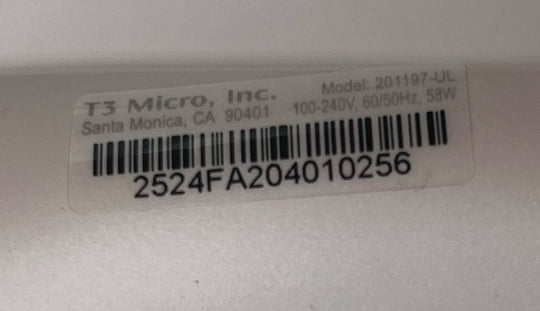 T3 Micro, Inc. Model: 201197-UL
Santa Monica, CA 90401 100-240V, 60/50Hz, 58W
2524FA204010256